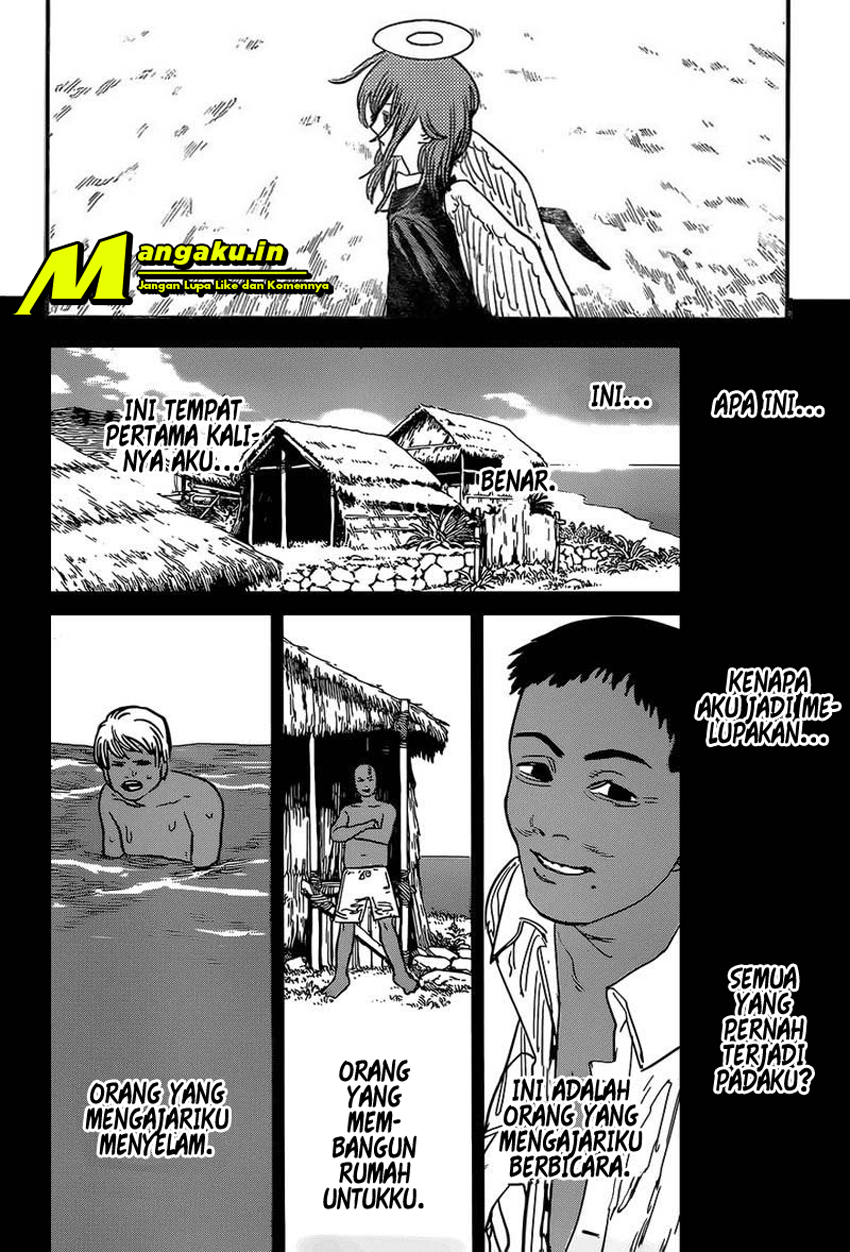 Mangaku.in
Jangan Lupa Like dan Komennya
APA INI...
INI...
BENAR.
INI TEMPAT
PERTAMA KALI-
NYA AKU...
KENAPA
AKU JADI ME-
LUPAKAN...
SEMUA
YANG
PERNAH
TERJADI
PADAKU?
INI ADALAH
ORANG YANG
MENGAJARIKU
BERBICARA.
ORANG
YANG
MEM-
BANGUN
RUMAH
UNTUKKU.
ORANG YANG
MENGAJARIKU
MENYELAM.